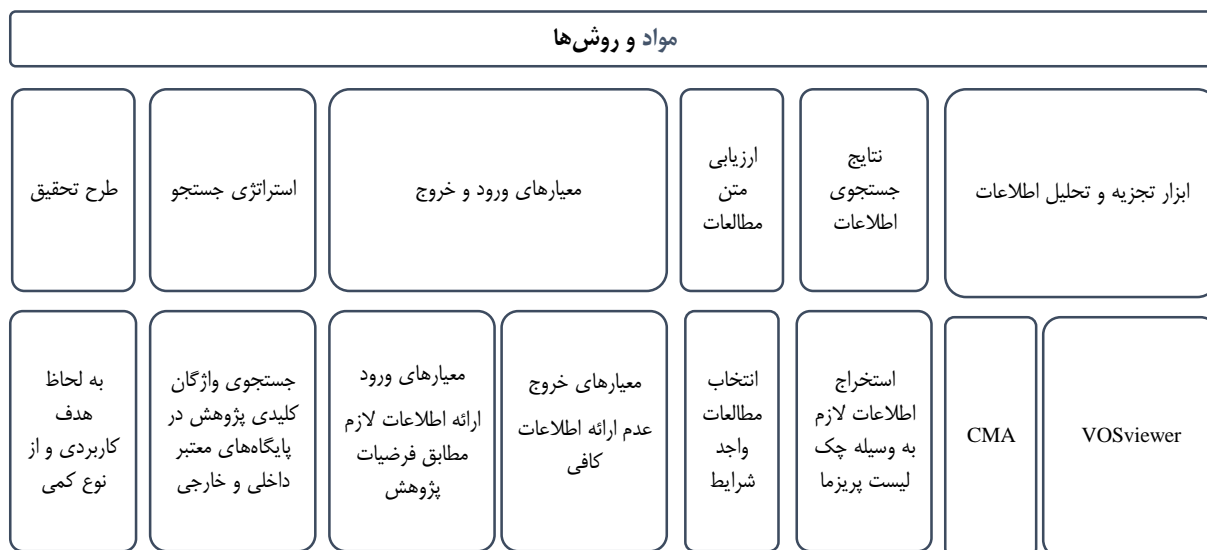 مواد و روش‌ها
طرح تحقیق
استراتژی جستجو
معیارهای ورود و خروج
ارزیابی
متن
مطالعات
نتایج
جستجوی
اطلاعات
ابزار تجزیه و تحلیل اطلاعات
به لحاظ
هدف
کاربردی و از
نوع کمی
جستجوی واژگان
کلیدی پژوهش در
پایگاه‌های معتبر
داخلی و خارجی
معیارهای ورود
ارائه اطلاعات لازم
مطابق فرضیات
پژوهش
معیارهای خروج
عدم ارائه اطلاعات
کافی
انتخاب
مطالعات
واجد
شرایط
استخراج
اطلاعات لازم
به وسیله چک
لیست پریزما
CMA
VOSviewer